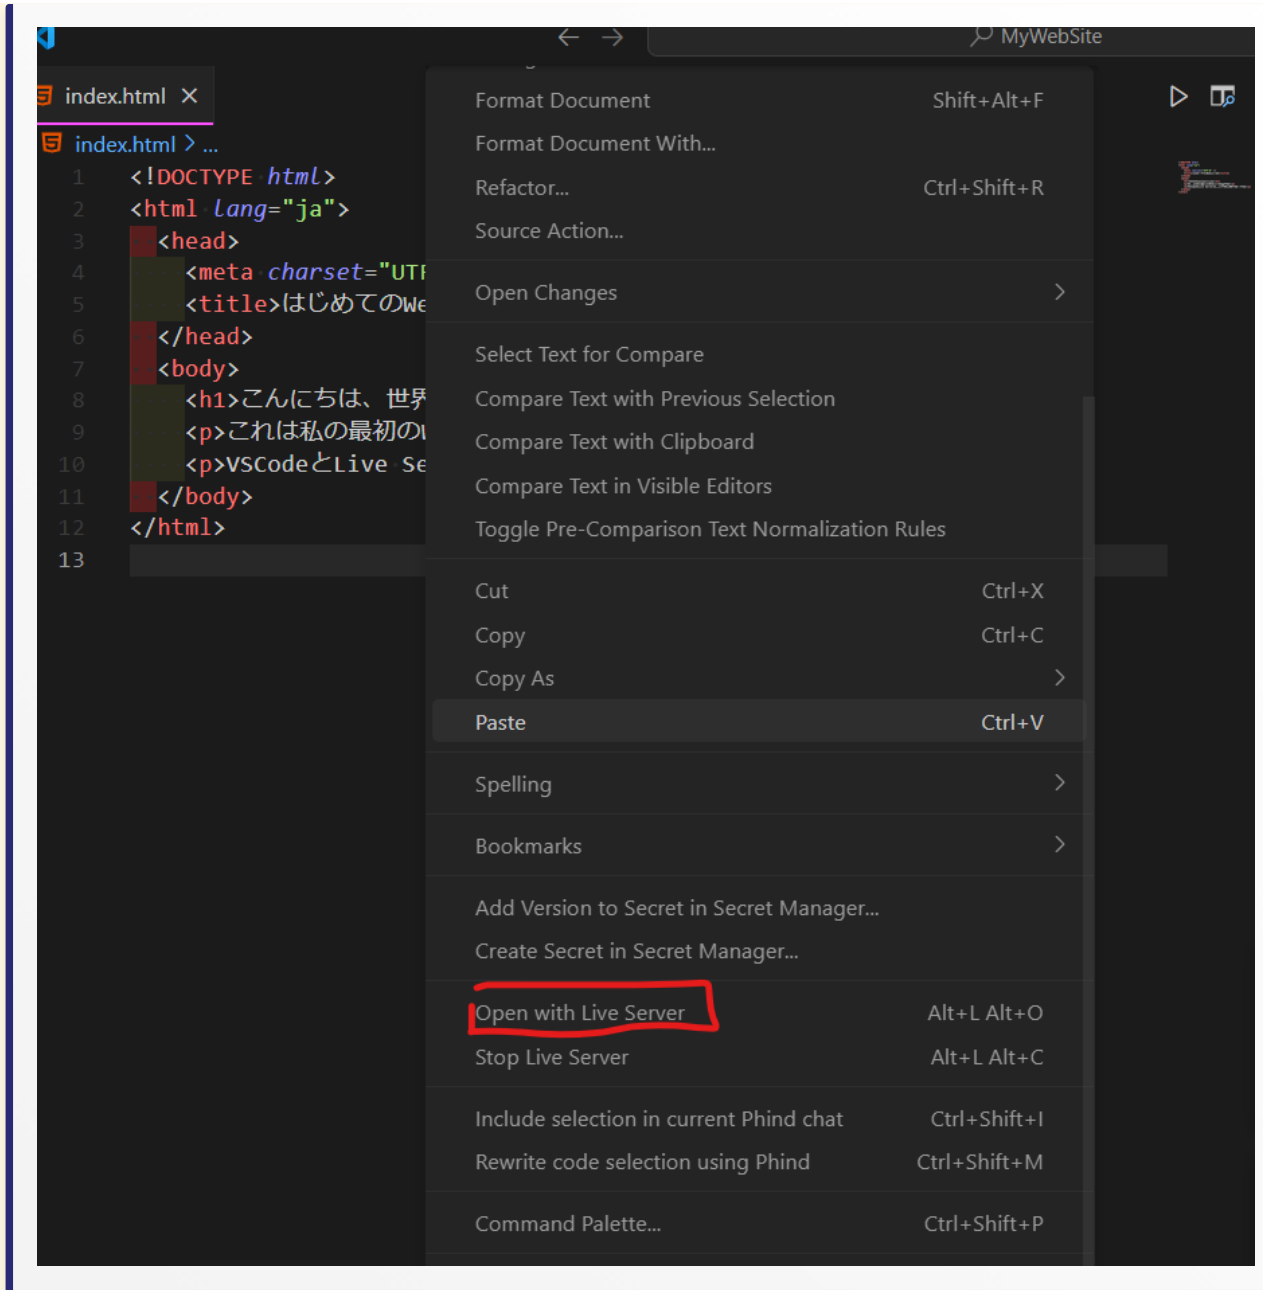 MyWebSite
index.html
index.html > ...
1 <!DOCTYPE html>
2 <html lang="ja">
3 <head>
4 <meta charset="UTF
5 <title>はじめてのWe
6 </head>
7 <body>
8 <h1>こんにちは、世界
9 <p>これは私の最初の
10 <p>VSCodeとLive Se
11 </body>
12 </html>
13
Format Document Shift+Alt+F
Format Document With...
Refactor... Ctrl+Shift+R
Source Action...
Open Changes
Select Text for Compare
Compare Text with Previous Selection
Compare Text with Clipboard
Compare Text in Visible Editors
Toggle Pre-Comparison Text Normalization Rules
Cut Ctrl+X
Copy Ctrl+C
Copy As
Paste Ctrl+V
Spelling
Bookmarks
Add Version to Secret in Secret Manager...
Create Secret in Secret Manager...
Open with Live Server Alt+L Alt+O
Stop Live Server Alt+L Alt+C
Include selection in current Phind chat Ctrl+Shift+I
Rewrite code selection using Phind Ctrl+Shift+M
Command Palette... Ctrl+Shift+P